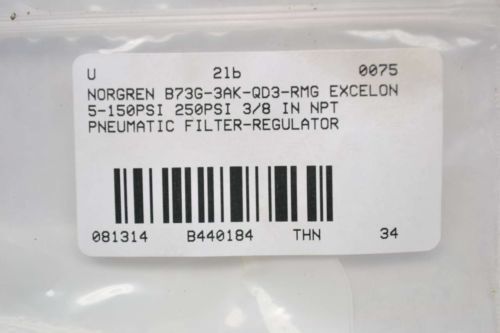 U 21b 0075
NORGREN B73G-3AK-QD3-RMG EXCELON
5-150PSI 250PSI 3/8 IN NPT
PNEUMATIC FILTER-REGULATOR
081314 B440184 THN 34